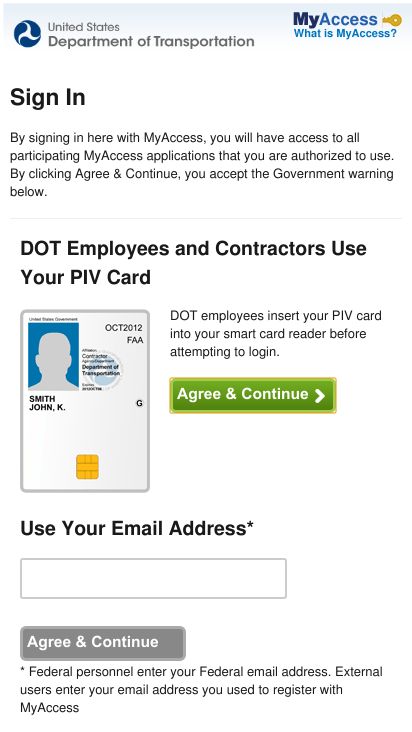 United States
Department of Transportation
MyAccess
What is MyAccess?
Sign In
By signing in here with MyAccess, you will have access to all
participating MyAccess applications that you are authorized to use.
By clicking Agree & Continue, you accept the Government warning
below.
DOT Employees and Contractors Use
Your PIV Card
United States Government
OCT2012
FAA
Affiliation
Contractor
Agency/Department
Department of
Transportation
Expires
2012OCT06
SMITH
JOHN, K.
G
DOT employees insert your PIV card
into your smart card reader before
attempting to login.
Agree & Continue
Use Your Email Address*
Agree & Continue
* Federal personnel enter your Federal email address. External
users enter your email address you used to register with
MyAccess